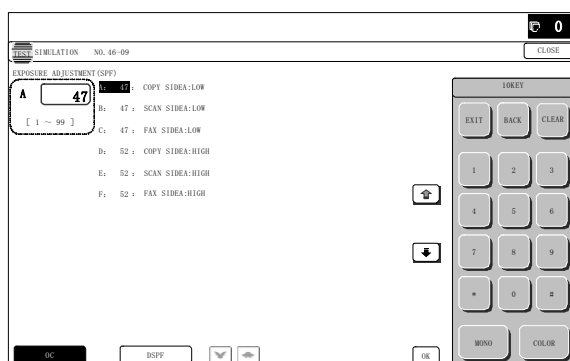 0
TEST SIMULATION NO. 46-09
CLOSE
EXPOSURE ADJUSTMENT(SPF)
A 47
[ 1 ~ 99 ]
A: 47: COPY SIDEA:LOW
B: 47: SCAN SIDEA:LOW
C: 47: FAX SIDEA:LOW
D: 52: COPY SIDEA:HIGH
E: 52: SCAN SIDEA:HIGH
F: 52: FAX SIDEA:HIGH
10KEY
EXIT BACK CLEAR
1 2 3
4 5 6
7 8 9
* 0 #
MONO COLOR
OC DSPF OK